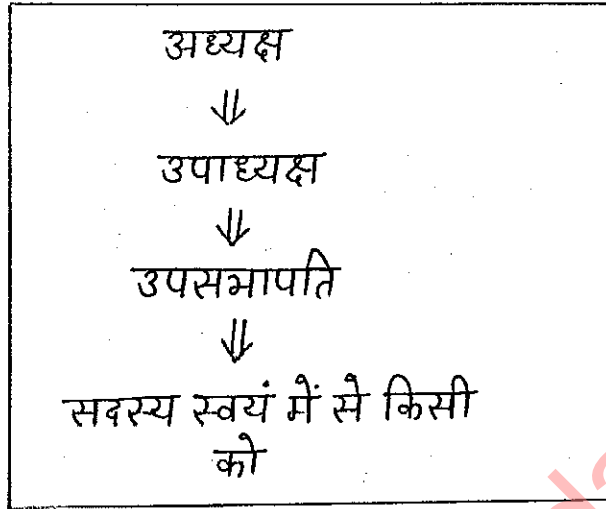 अध्यक्ष
⇓
उपाध्यक्ष
⇓
उपसभापति
⇓
सदस्य स्वयं में से किसी
को